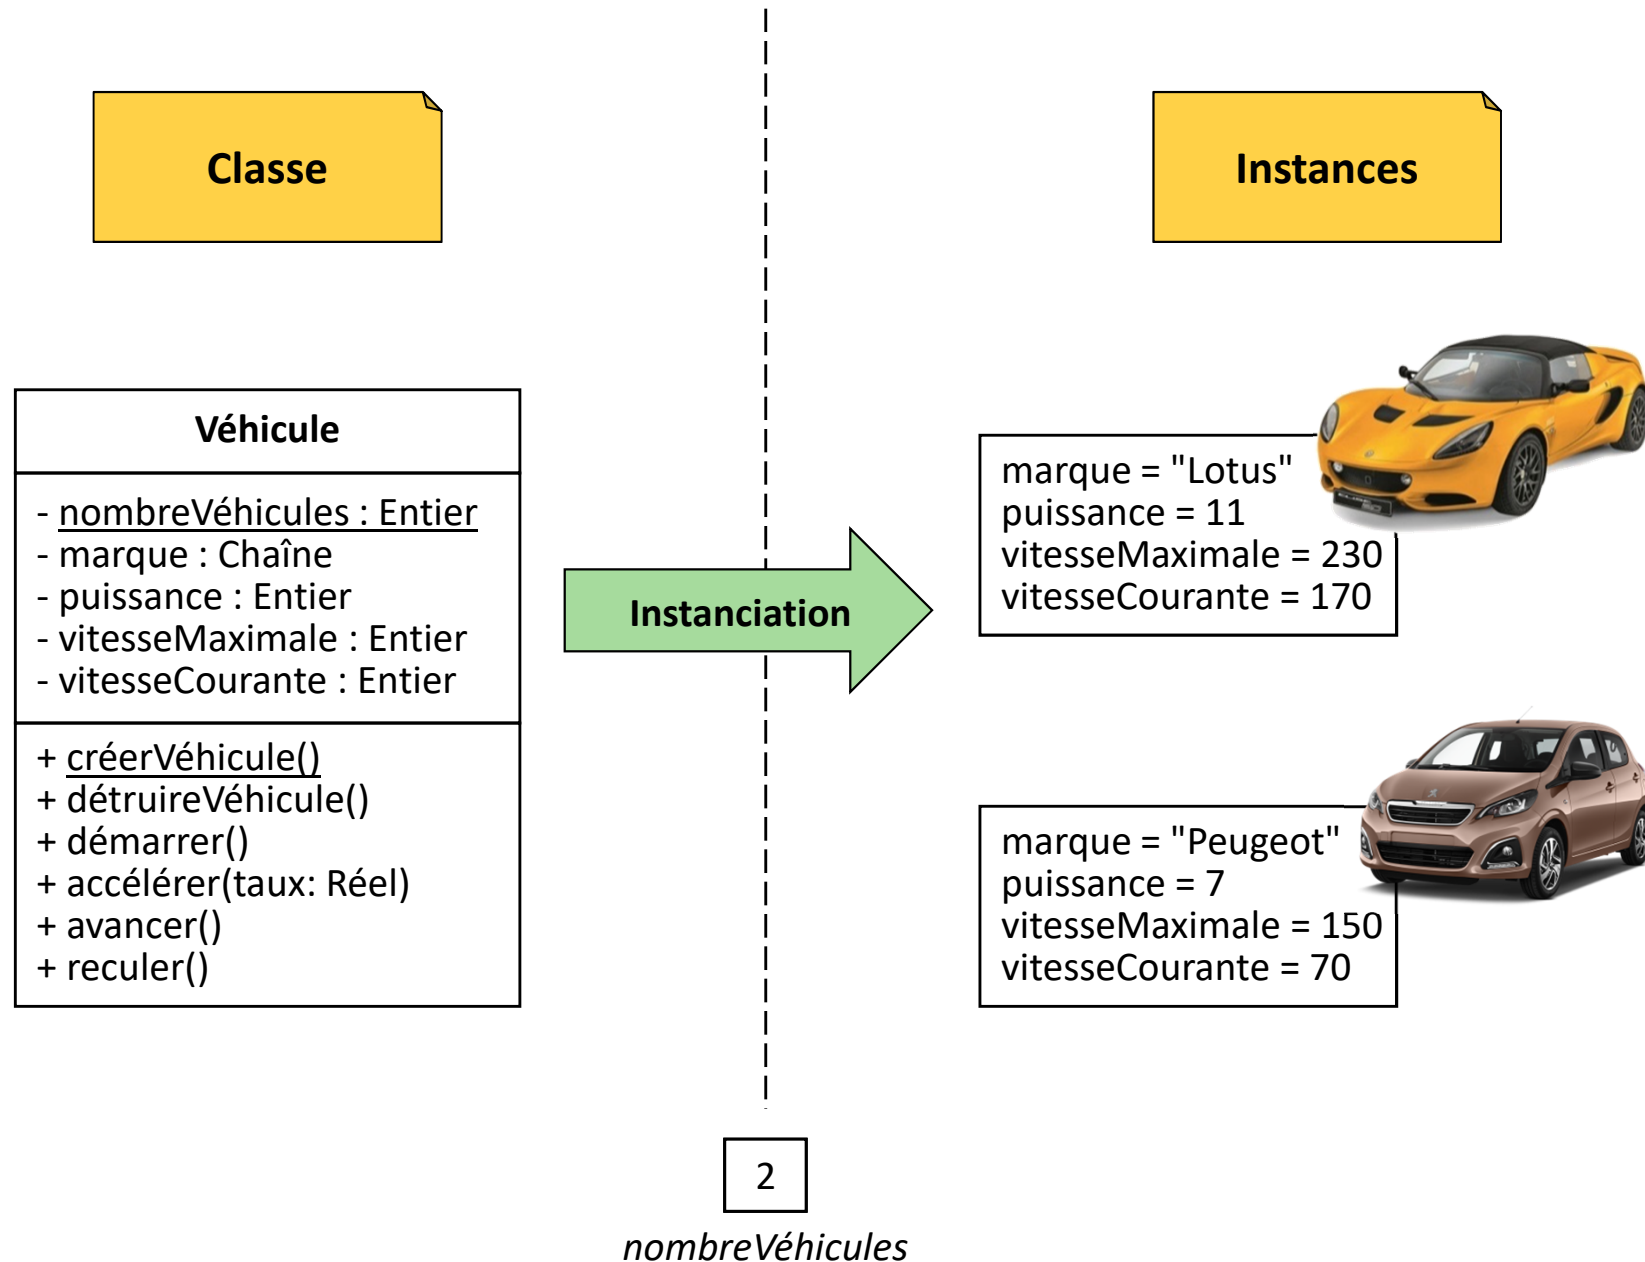 Classe
Instances
Véhicule
- nombreVéhicules : Entier
- marque : Chaîne
- puissance : Entier
- vitesseMaximale : Entier
- vitesseCourante : Entier
+ créerVéhicule()
+ détruireVéhicule()
+ démarrer()
+ accélérer(taux: Réel)
+ avancer()
+ reculer()
Instanciation
marque = "Lotus"
puissance = 11
vitesseMaximale = 230
vitesseCourante = 170
marque = "Peugeot"
puissance = 7
vitesseMaximale = 150
vitesseCourante = 70
2
nombreVéhicules